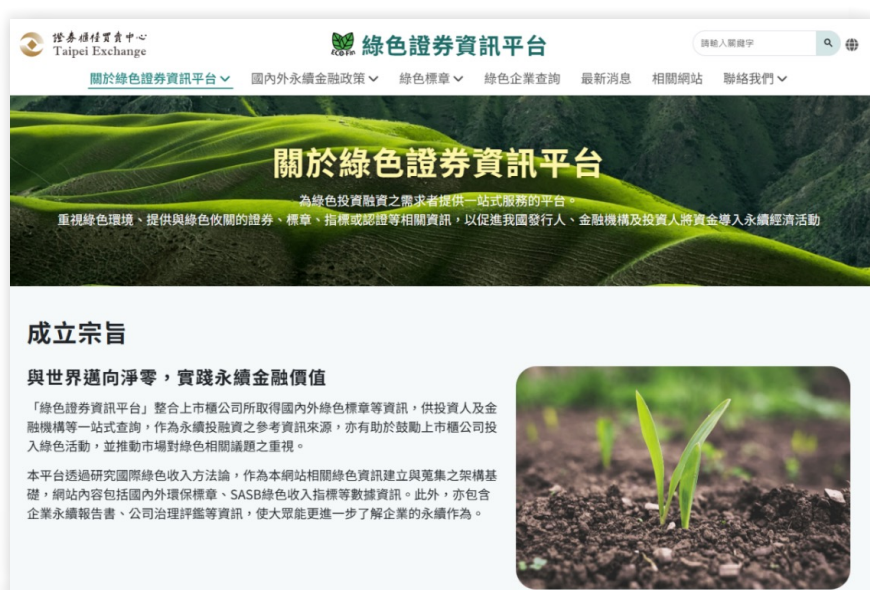 證券櫃檯買賣中心
Taipei Exchange
ECO-Fin
綠色證券資訊平台
請輸入關鍵字
關於綠色證券資訊平台
國內外永續金融政策
綠色標章
綠色企業查詢
最新消息
相關網站
聯絡我們
關於綠色證券資訊平台
為綠色投資融資之需求者提供一站式服務的平台。
重視綠色環境、提供與綠色攸關的證券、標章、指標或認證等相關資訊，以促進我國發行人、金融機構及投資人將資金導入永續經濟活動
成立宗旨
與世界邁向淨零，實踐永續金融價值
「綠色證券資訊平台」整合上市櫃公司所取得國內外綠色標章等資訊，供投資人及金
融機構等一站式查詢，作為永續投融資之參考資訊來源，亦有助於鼓勵上市櫃公司投
入綠色活動，並推動市場對綠色相關議題之重視。
本平台透過研究國際綠色收入方法論，作為本網站相關綠色資訊建立與蒐集之架構基
礎，網站內容包括國內外環保標章、SASB綠色收入指標等數據資訊。此外，亦包含
企業永續報告書、公司治理評鑑等資訊，使大眾能更進一步了解企業的永續作為。